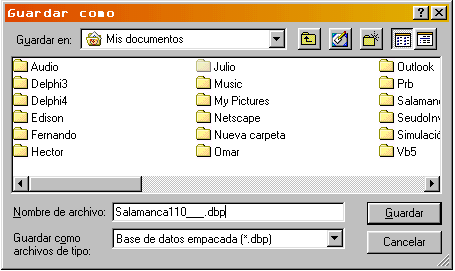 Guardar como
Guardar en: Mis documentos
Audio Julio Outlook
Delphi3 Music Prb
Delphi4 My Pictures Salaman
Edison Netscape SeudoInv
Fernando Nueva carpeta Simulació
Hector Omar Vb5
Nombre de archivo: Salamanca110___.dbp Guardar
Guardar como
archivos de tipo: Base de datos empacada (*.dbp) Cancelar